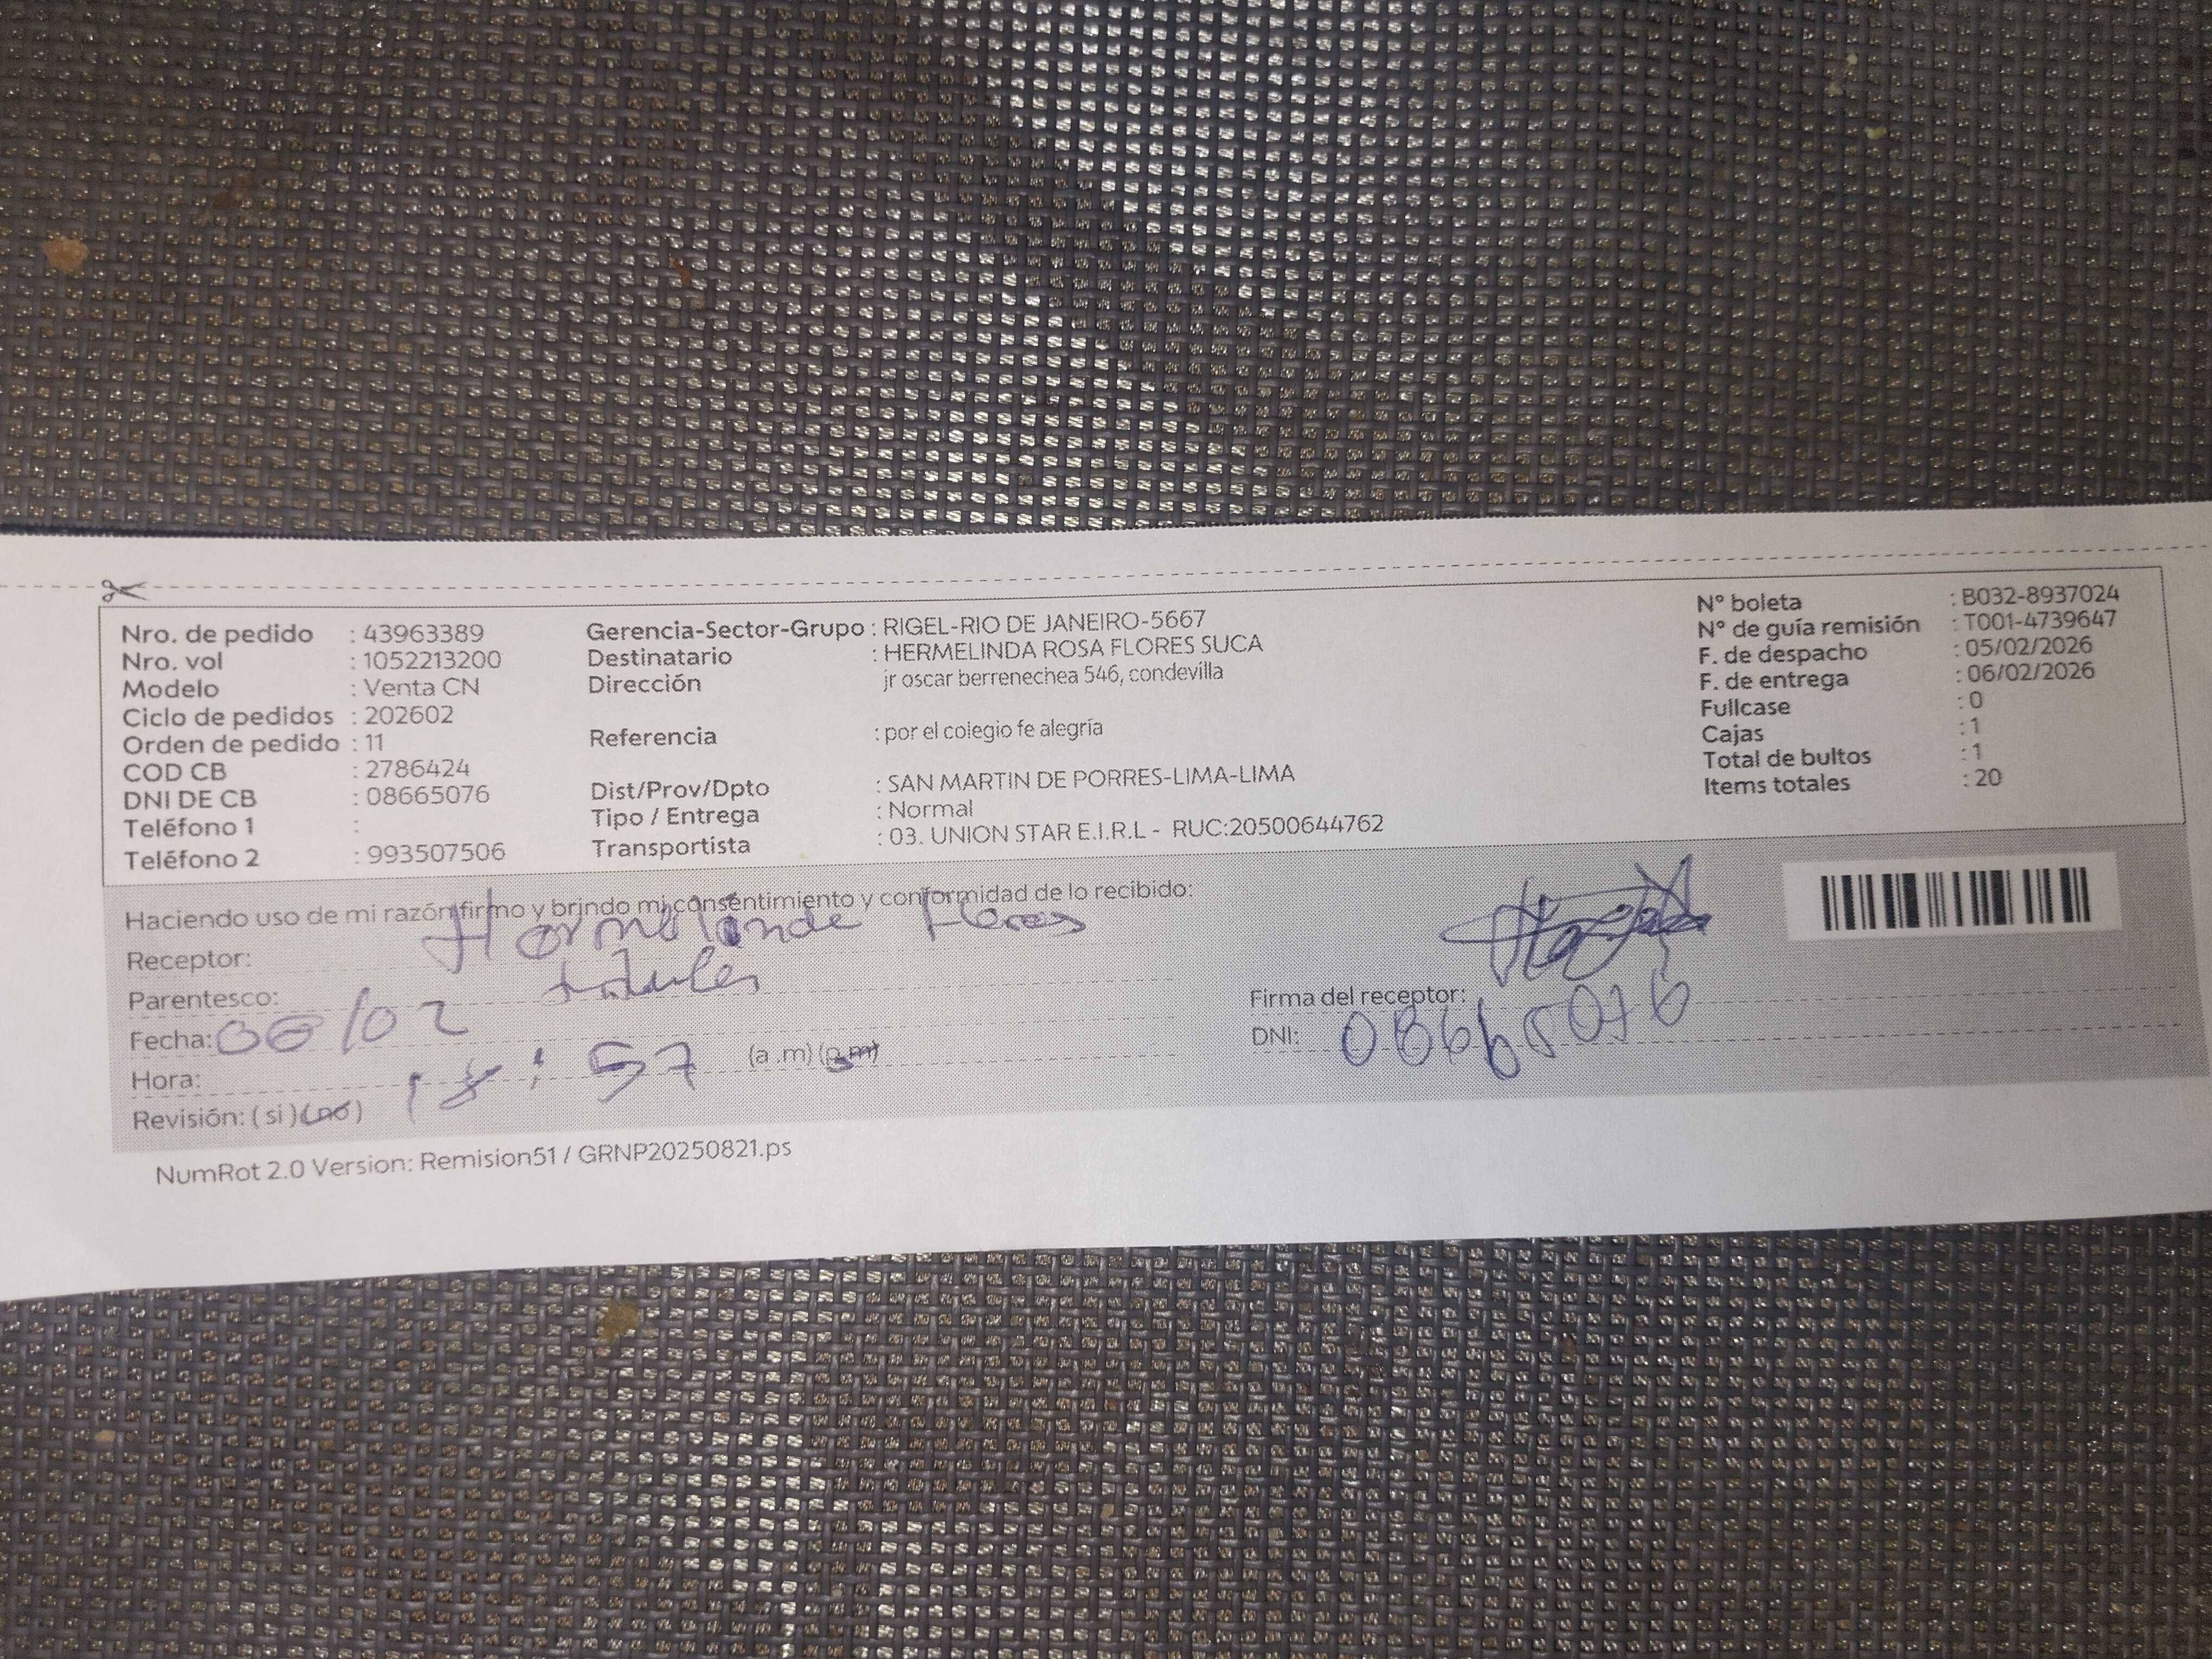 Nro. de pedido : 43963389
Nro. vol : 1052213200
Modelo : Venta CN
Ciclo de pedidos : 202602
Orden de pedido : 11
COD CB : 2786424
DNI DE CB : 08665076
Teléfono 1 :
Teléfono 2 : 993507506
Gerencia-Sector-Grupo : RIGEL-RIO DE JANEIRO-5667
Destinatario : HERMELINDA ROSA FLORES SUCA
Dirección jr oscar berrenechea 546, condevilla
Referencia : por el colegio fe alegría
Dist/Prov/Dpto : SAN MARTIN DE PORRES-LIMA-LIMA
Tipo / Entrega : Normal
Transportista : 03. UNION STAR E.I.R.L - RUC:20500644762
N° boleta : B032-8937024
N° de guía remisión : T001-4739647
F. de despacho : 05/02/2026
F. de entrega : 06/02/2026
Fullcase : 0
Cajas : 1
Total de bultos : 1
Items totales : 20
Haciendo uso de mi razón firmo y brindo mi consentimiento y conformidad de lo recibido:
Receptor: Flores
Parentesco:
Fecha: 06/02
Hora: 18:57 (a.m) (p.m)
Revisión: (si) (no)
Firma del receptor:
DNI: 08665076
NumRot 2.0 Version: Remision51 / GRNP20250821.ps